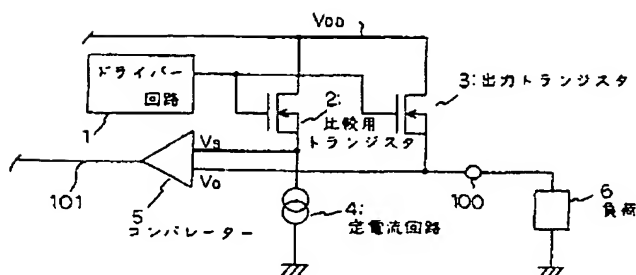 VDD
ドライバー
回路
1
2:
比較用
トランジスタ
3:出力トランジスタ
Vs
Vo
101
5
コンパレーター
4:
定電流回路
100
6
負荷